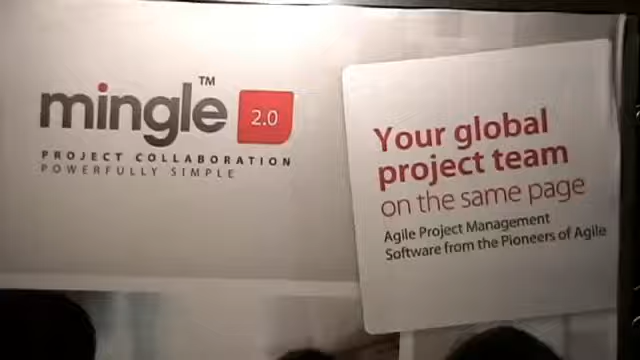 mingle™ 2.0
PROJECT COLLABORATION
POWERFULLY SIMPLE
Your global
project team
on the same page
Agile Project Management
Software from the Pioneers of Agile